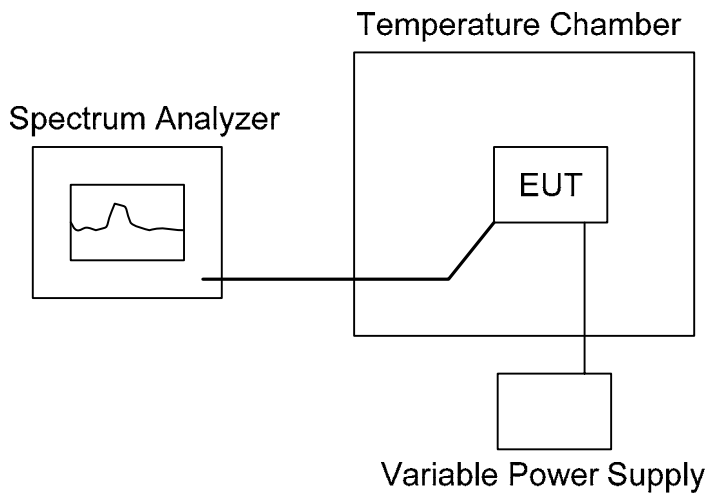 Temperature Chamber
Spectrum Analyzer
EUT
Variable Power Supply